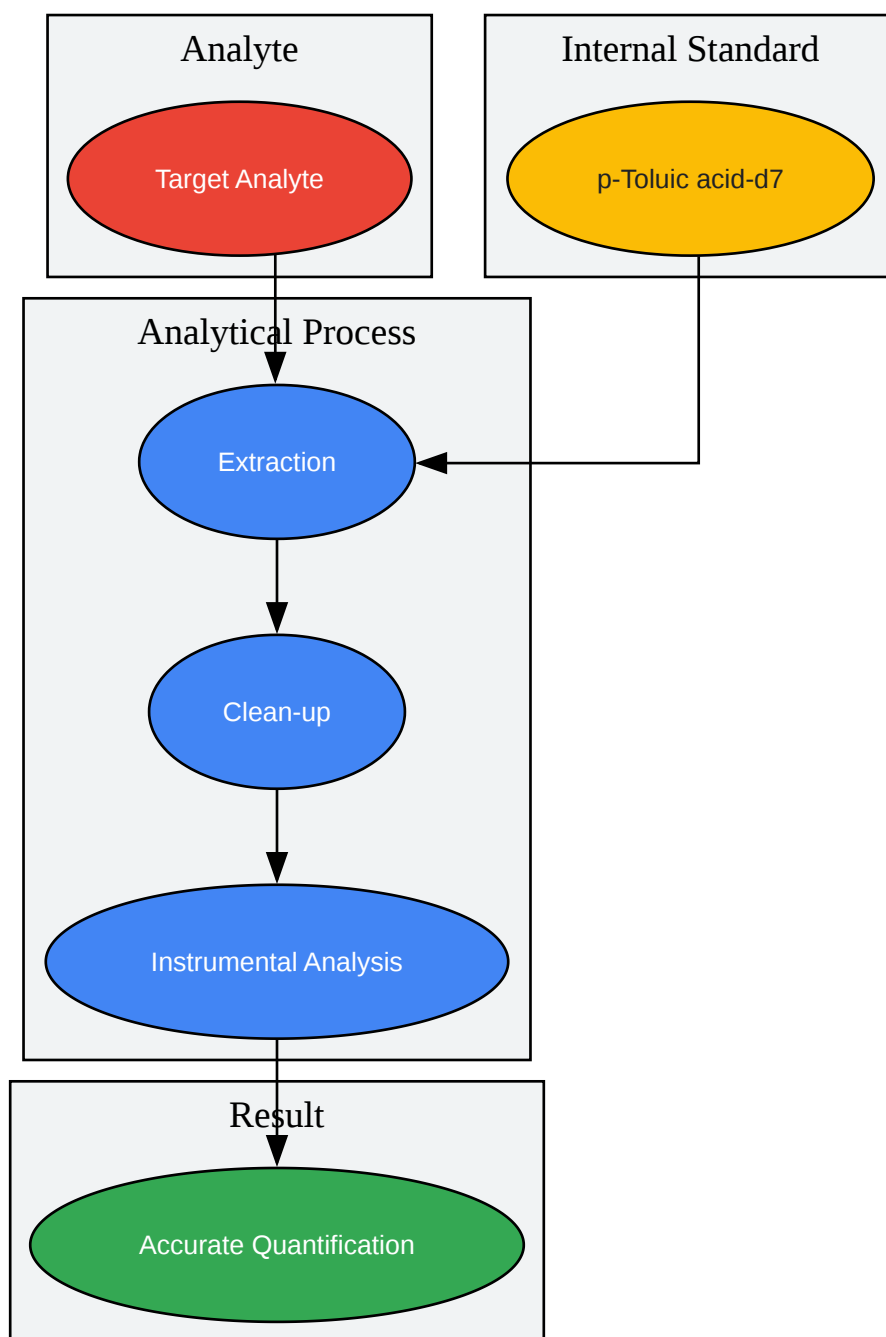 Analyte
Internal Standard
Target Analyte
p-Toluic acid-d7
Analytical Process
Extraction
Clean-up
Instrumental Analysis
Result
Accurate Quantification